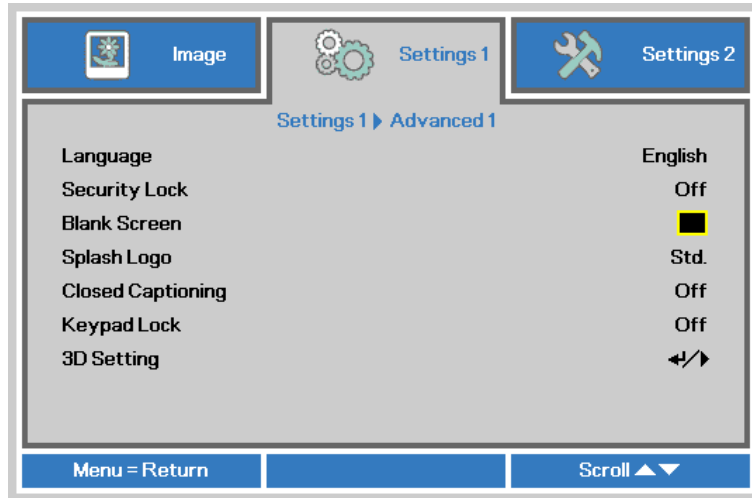 Image
Settings 1
Settings 2
Settings 1 ▶ Advanced 1
Language English
Security Lock Off
Blank Screen
Splash Logo Std.
Closed Captioning Off
Keypad Lock Off
3D Setting ↵/▶
Menu = Return
Scroll ▲▼